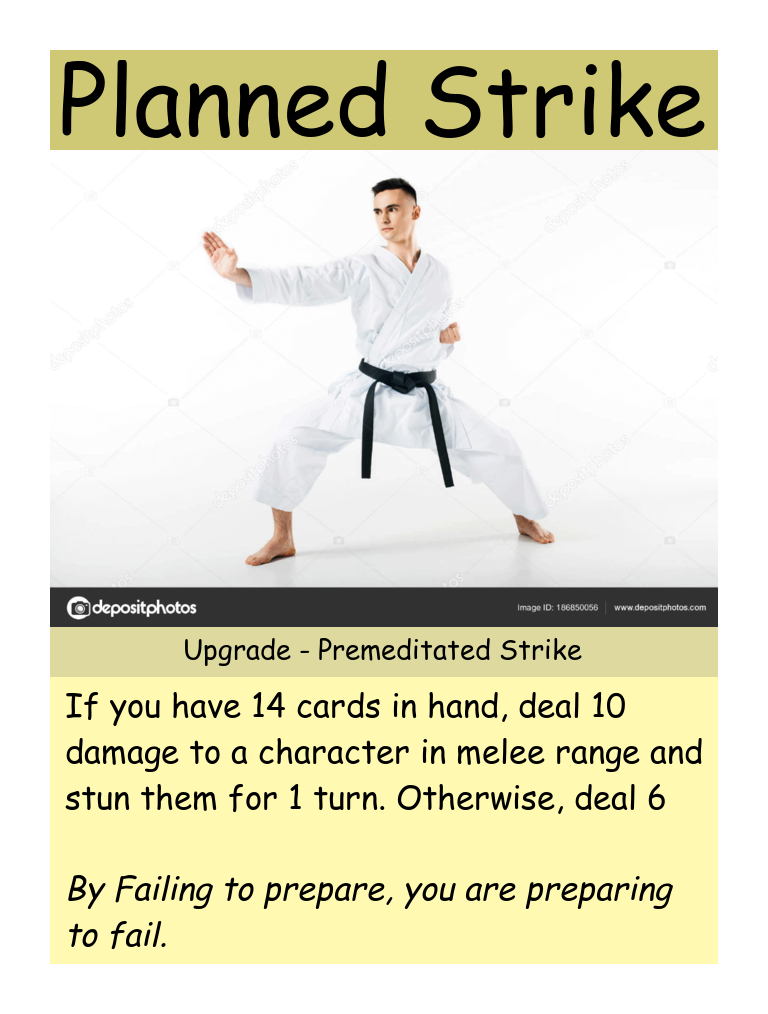 Planned Strike
depositphotos
Image ID: 186850056 | www.depositphotos.com
Upgrade - Premeditated Strike
If you have 14 cards in hand, deal 10
damage to a character in melee range and
stun them for 1 turn. Otherwise, deal 6
By Failing to prepare, you are preparing
to fail.